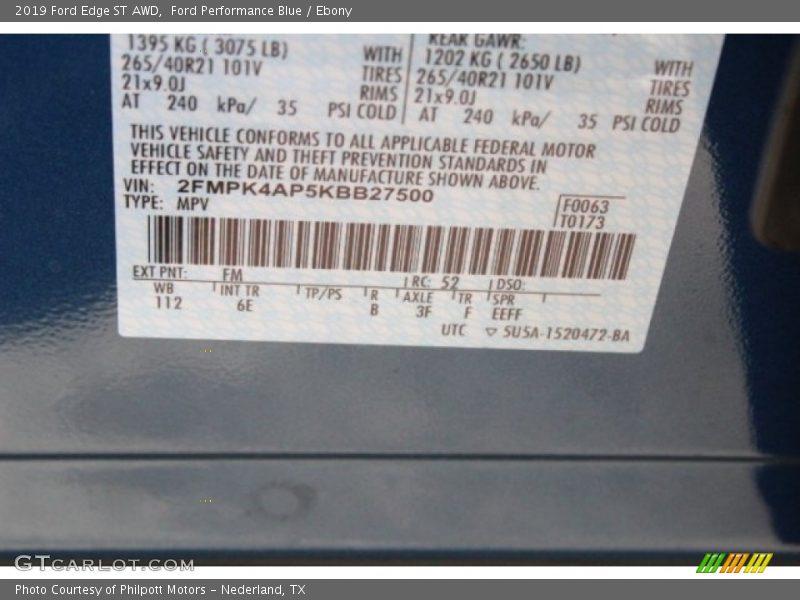 2019 Ford Edge ST AWD, Ford Performance Blue / Ebony
1395 KG ( 3075 LB) WITH
265/40R21 101V TIRES
21x9.0J RIMS
AT 240 kPa/ 35 PSI COLD
REAR GAWR:
1202 KG ( 2650 LB) WITH
265/40R21 101V TIRES
21x9.0J RIMS
AT 240 kPa/ 35 PSI COLD
THIS VEHICLE CONFORMS TO ALL APPLICABLE FEDERAL MOTOR
VEHICLE SAFETY AND THEFT PREVENTION STANDARDS IN
EFFECT ON THE DATE OF MANUFACTURE SHOWN ABOVE.
VIN: 2FMPK4AP5KBB27500
TYPE: MPV
F0063
T0173
EXT PNT: FM RC: 52 DSO:
WB INT TR TP/PS R AXLE TR SPR
112 6E B 3F F EEFF
UTC ▽ 5U5A-1520472-BA
GTCARLOT.COM
Photo Courtesy of Philpott Motors – Nederland, TX